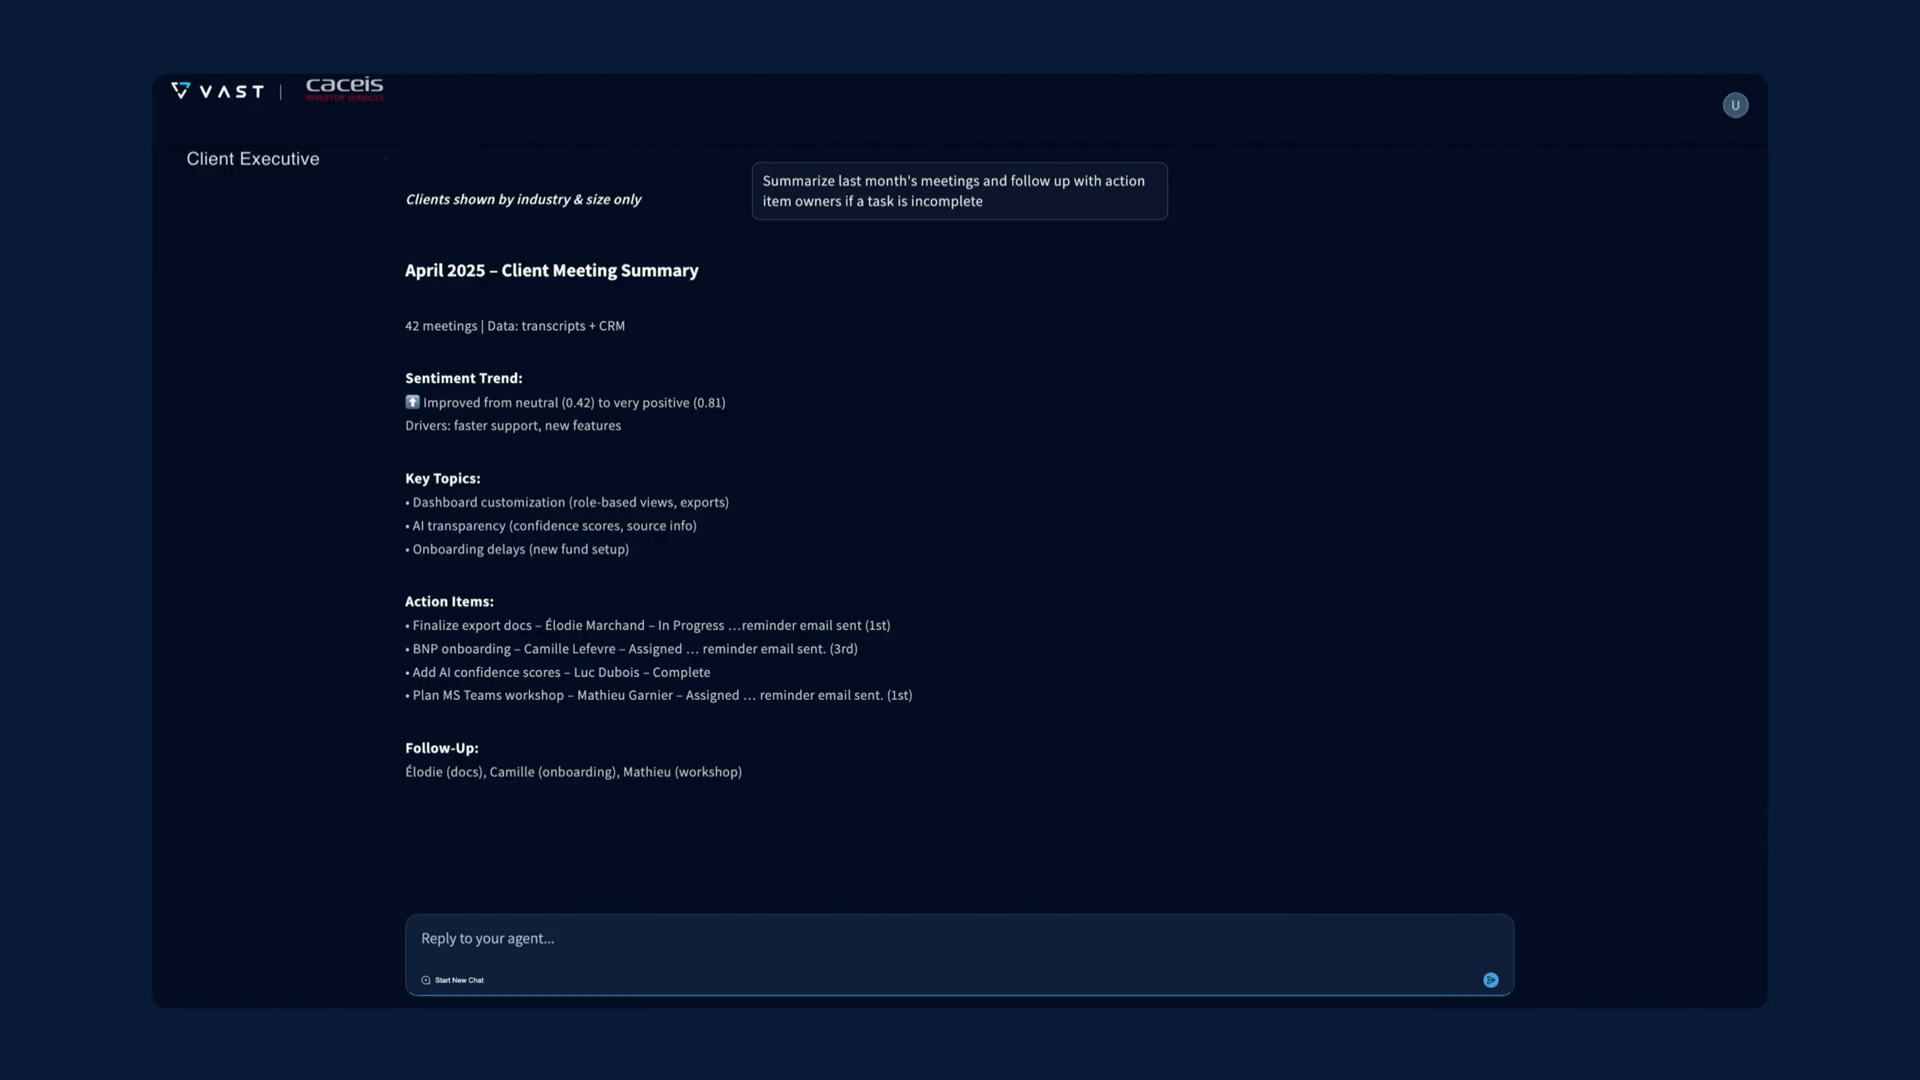 VAST | caceis
INVESTOR SERVICES
U
Client Executive
Summarize last month's meetings and follow up with action
item owners if a task is incomplete
Clients shown by industry & size only
April 2025 – Client Meeting Summary
42 meetings | Data: transcripts + CRM
Sentiment Trend:
⬆️ Improved from neutral (0.42) to very positive (0.81)
Drivers: faster support, new features
Key Topics:
• Dashboard customization (role-based views, exports)
• AI transparency (confidence scores, source info)
• Onboarding delays (new fund setup)
Action Items:
• Finalize export docs – Élodie Marchand – In Progress …reminder email sent (1st)
• BNP onboarding – Camille Lefevre – Assigned … reminder email sent. (3rd)
• Add AI confidence scores – Luc Dubois – Complete
• Plan MS Teams workshop – Mathieu Garnier – Assigned … reminder email sent. (1st)
Follow-Up:
Élodie (docs), Camille (onboarding), Mathieu (workshop)
Reply to your agent...
Start New Chat